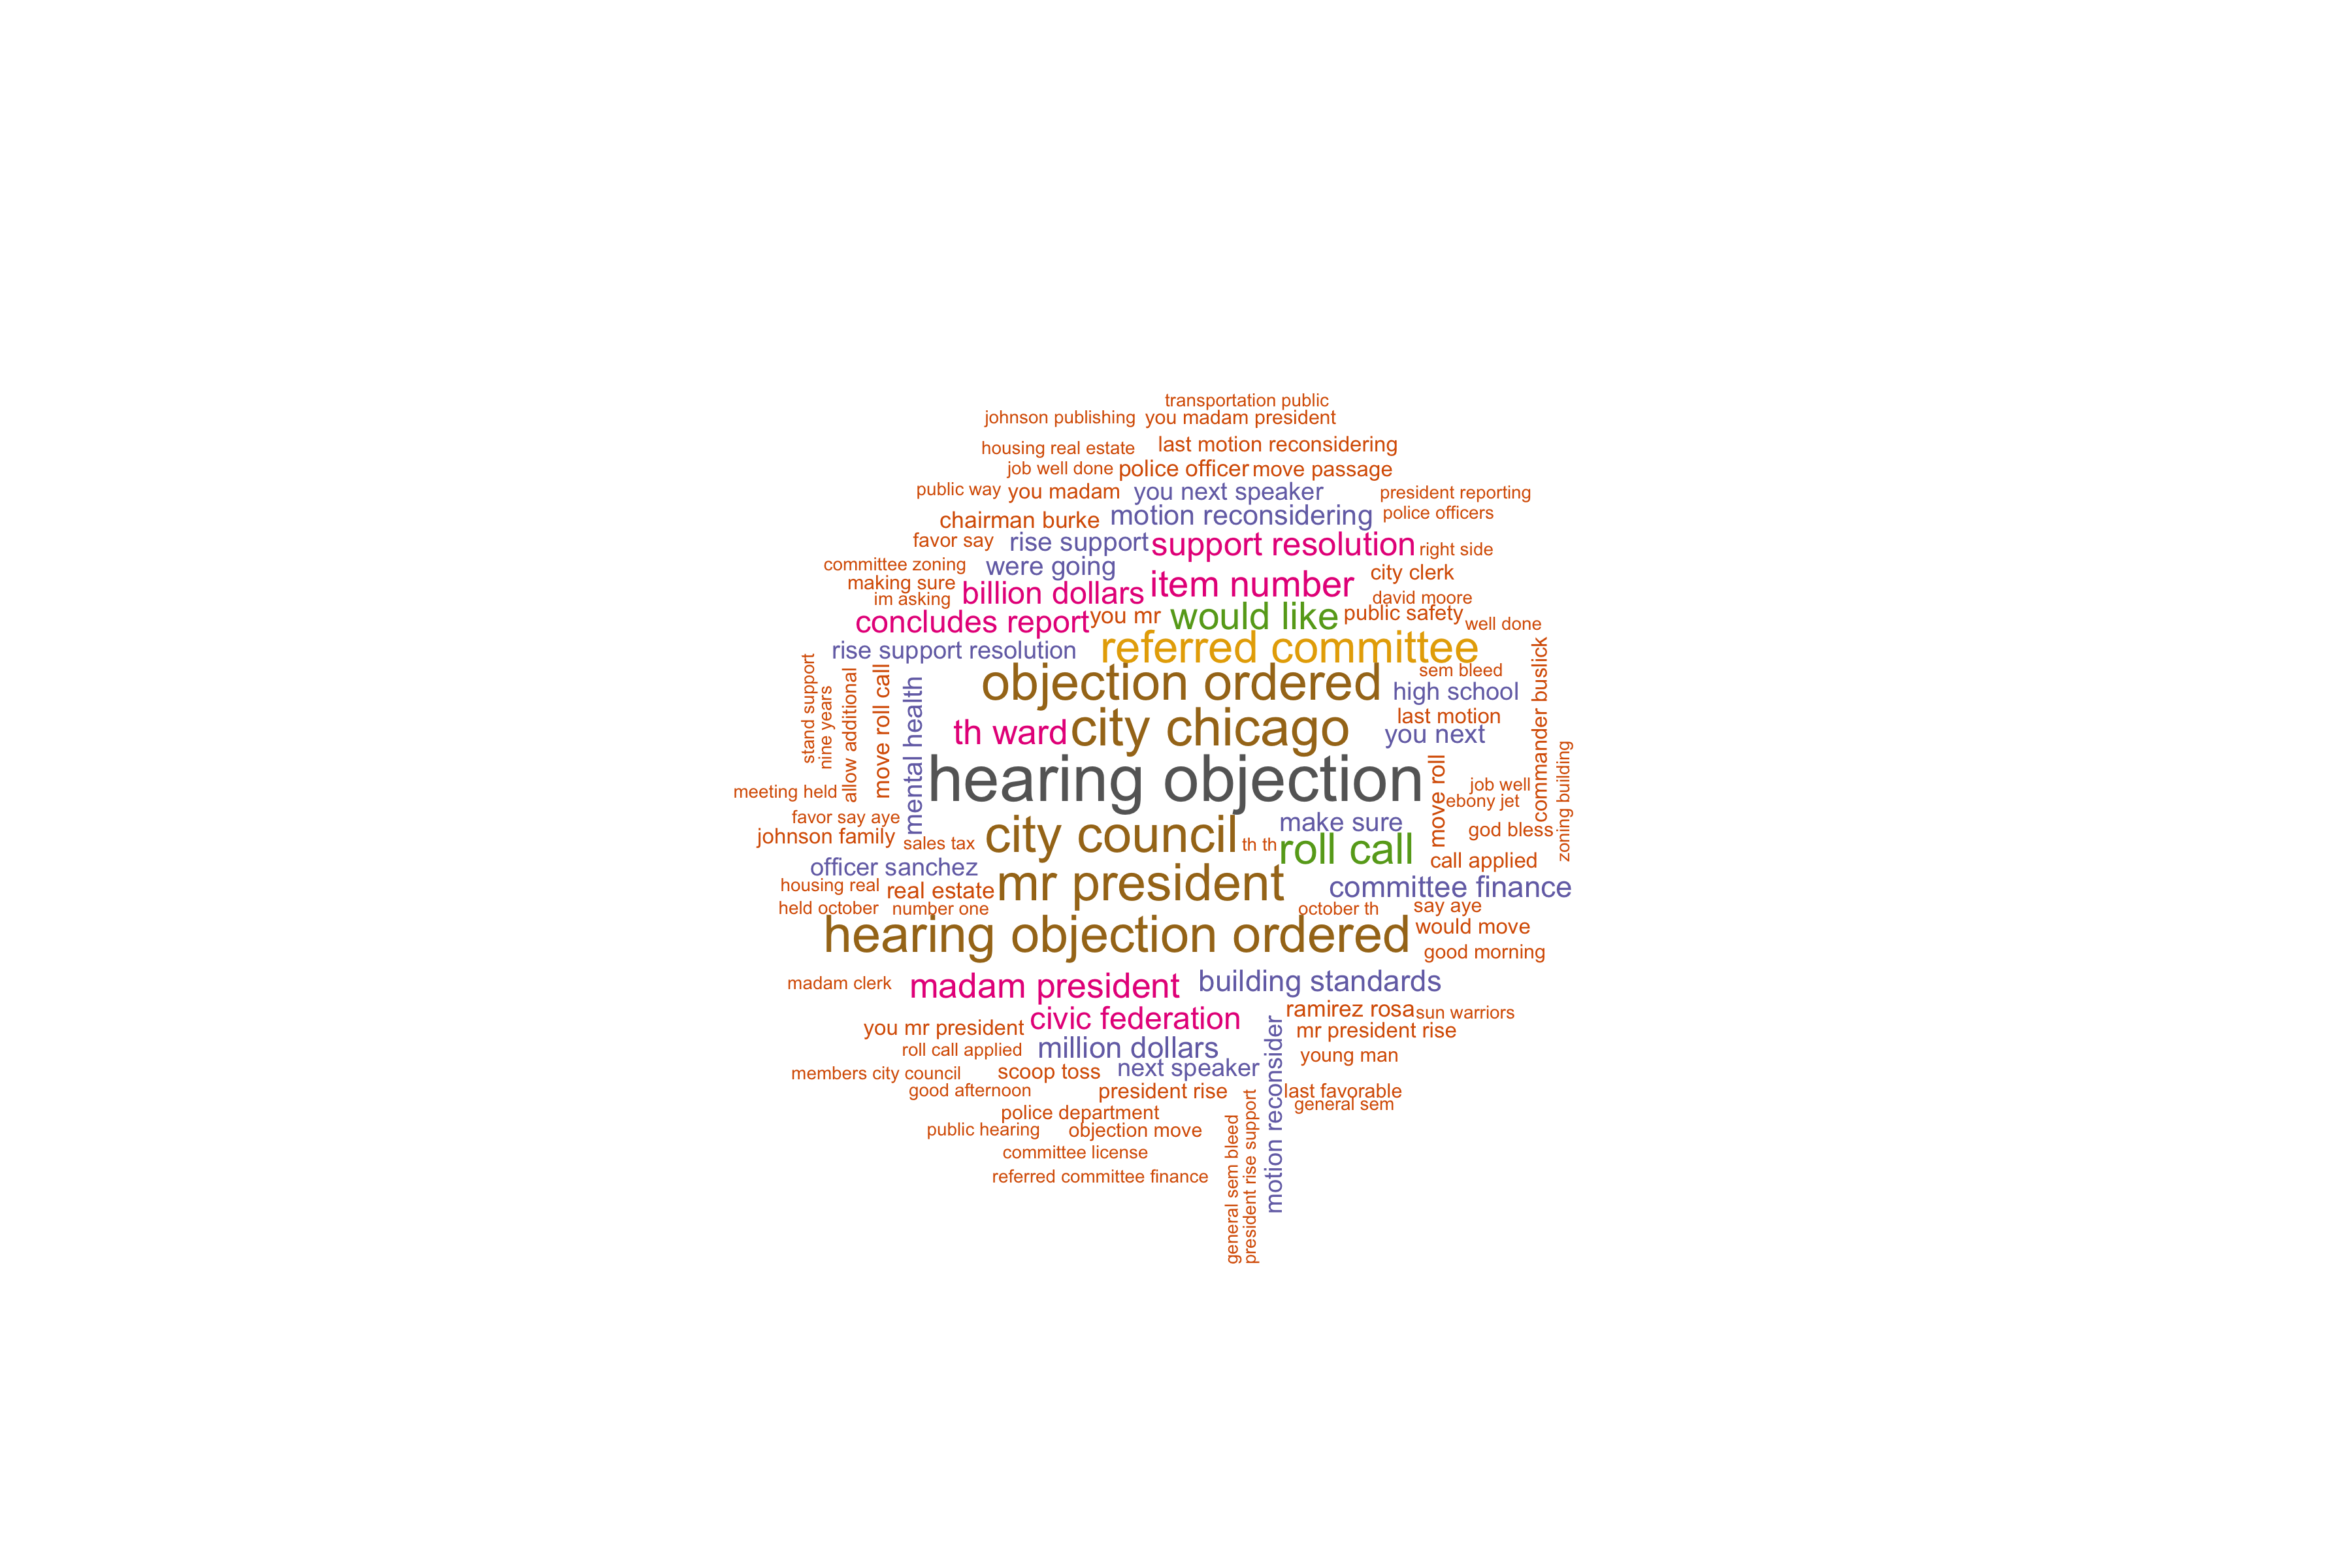 transportation public
johnson publishing
you madam president
housing real estate
last motion reconsidering
job well done
police officer
move passage
public way
you madam
you next speaker
president reporting
chairman burke
motion reconsidering
police officers
favor say
rise support
support resolution
right side
committee zoning
were going
city clerk
making sure
im asking
billion dollars
item number
david moore
concludes report
you mr
would like
public safety
well done
rise support resolution
referred committee
stand support
nine years
allow additional
move roll call
mental health
objection ordered
sem bleed
high school
commander buslick
th ward
city chicago
last motion
you next
hearing objection
move roll
job well
ebony jet
zoning building
meeting held
favor say aye
johnson family
sales tax
city council
th th
make sure
roll call
god bless
call applied
officer sanchez
housing real
real estate
mr president
committee finance
held october
number one
october th
say aye
hearing objection ordered
would move
good morning
madam clerk
madam president
building standards
you mr president
civic federation
ramirez rosa
sun warriors
mr president rise
roll call applied
million dollars
young man
members city council
scoop toss
next speaker
motion reconsider
good afternoon
president rise
last favorable
general sem
police department
public hearing
objection move
general sem bleed
president rise support
committee license
referred committee finance